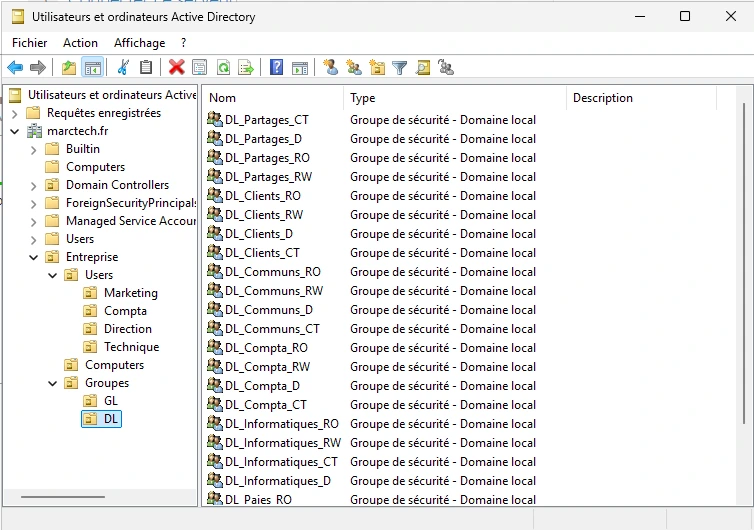 Utilisateurs et ordinateurs Active Directory
Fichier Action Affichage ?
Utilisateurs et ordinateurs Active
Requêtes enregistrées
marctech.fr
Builtin
Computers
Domain Controllers
ForeignSecurityPrincipals
Managed Service Accour
Users
Entreprise
Users
Marketing
Compta
Direction
Technique
Computers
Groupes
GL
DL
Nom Type Description
DL_Partages_CT Groupe de sécurité - Domaine local
DL_Partages_D Groupe de sécurité - Domaine local
DL_Partages_RO Groupe de sécurité - Domaine local
DL_Partages_RW Groupe de sécurité - Domaine local
DL_Clients_RO Groupe de sécurité - Domaine local
DL_Clients_RW Groupe de sécurité - Domaine local
DL_Clients_D Groupe de sécurité - Domaine local
DL_Clients_CT Groupe de sécurité - Domaine local
DL_Communs_RO Groupe de sécurité - Domaine local
DL_Communs_RW Groupe de sécurité - Domaine local
DL_Communs_D Groupe de sécurité - Domaine local
DL_Communs_CT Groupe de sécurité - Domaine local
DL_Compta_RO Groupe de sécurité - Domaine local
DL_Compta_RW Groupe de sécurité - Domaine local
DL_Compta_D Groupe de sécurité - Domaine local
DL_Compta_CT Groupe de sécurité - Domaine local
DL_Informatiques_RO Groupe de sécurité - Domaine local
DL_Informatiques_RW Groupe de sécurité - Domaine local
DL_Informatiques_CT Groupe de sécurité - Domaine local
DL_Informatiques_D Groupe de sécurité - Domaine local
DL_Paies_RO Groupe de sécurité - Domaine local